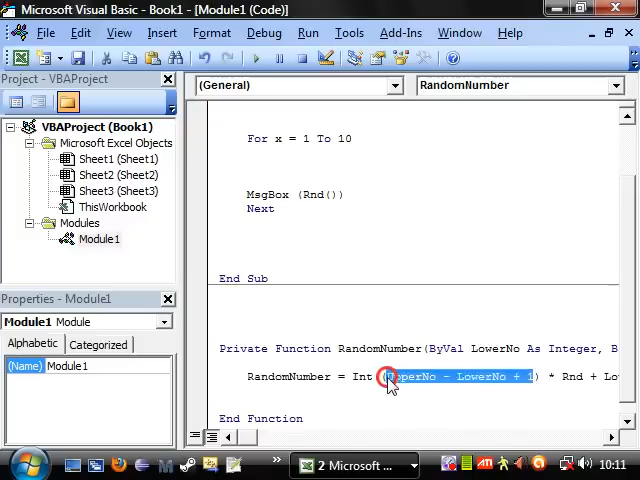 Microsoft Visual Basic - Book1 - [Module1 (Code)]
File Edit View Insert Format Debug Run Tools Add-Ins Window Help
Project - VBAProject
(General)
RandomNumber
VBAProject (Book1)
Microsoft Excel Objects
Sheet1 (Sheet1)
Sheet2 (Sheet2)
Sheet3 (Sheet3)
ThisWorkbook
Modules
Module1
For x = 1 To 10
MsgBox (Rnd())
Next
End Sub
Properties - Module1
Module1 Module
Alphabetic Categorized
(Name) Module1
Private Function RandomNumber(ByVal LowerNo As Integer, B
RandomNumber = Int (UpperNo - LowerNo + 1) * Rnd + Lo
End Function
2 Microsoft ...
ATI
10:11